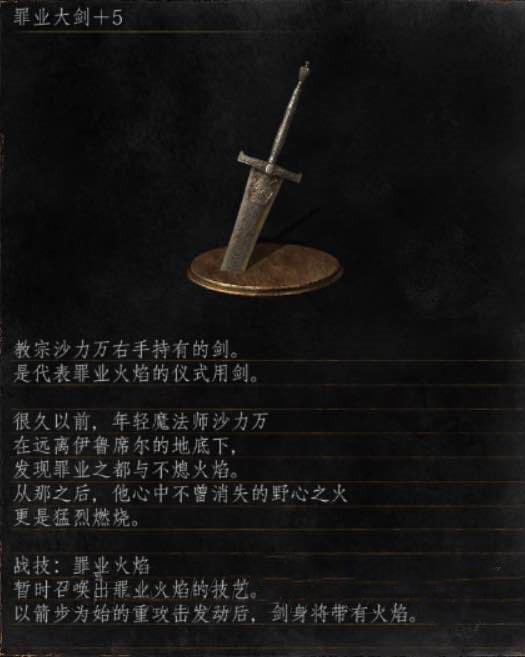 罪业大剑＋5
教宗沙力万右手持有的剑。
是代表罪业火焰的仪式用剑。
很久以前，年轻魔法师沙力万
在远离伊鲁席尔的地底下，
发现罪业之都与不熄火焰。
从那之后，他心中不曾消失的野心之火
更是猛烈燃烧。
战技：罪业火焰
暂时召唤出罪业火焰的技艺。
以箭步为始的重攻击发动后，剑身将带有火焰。